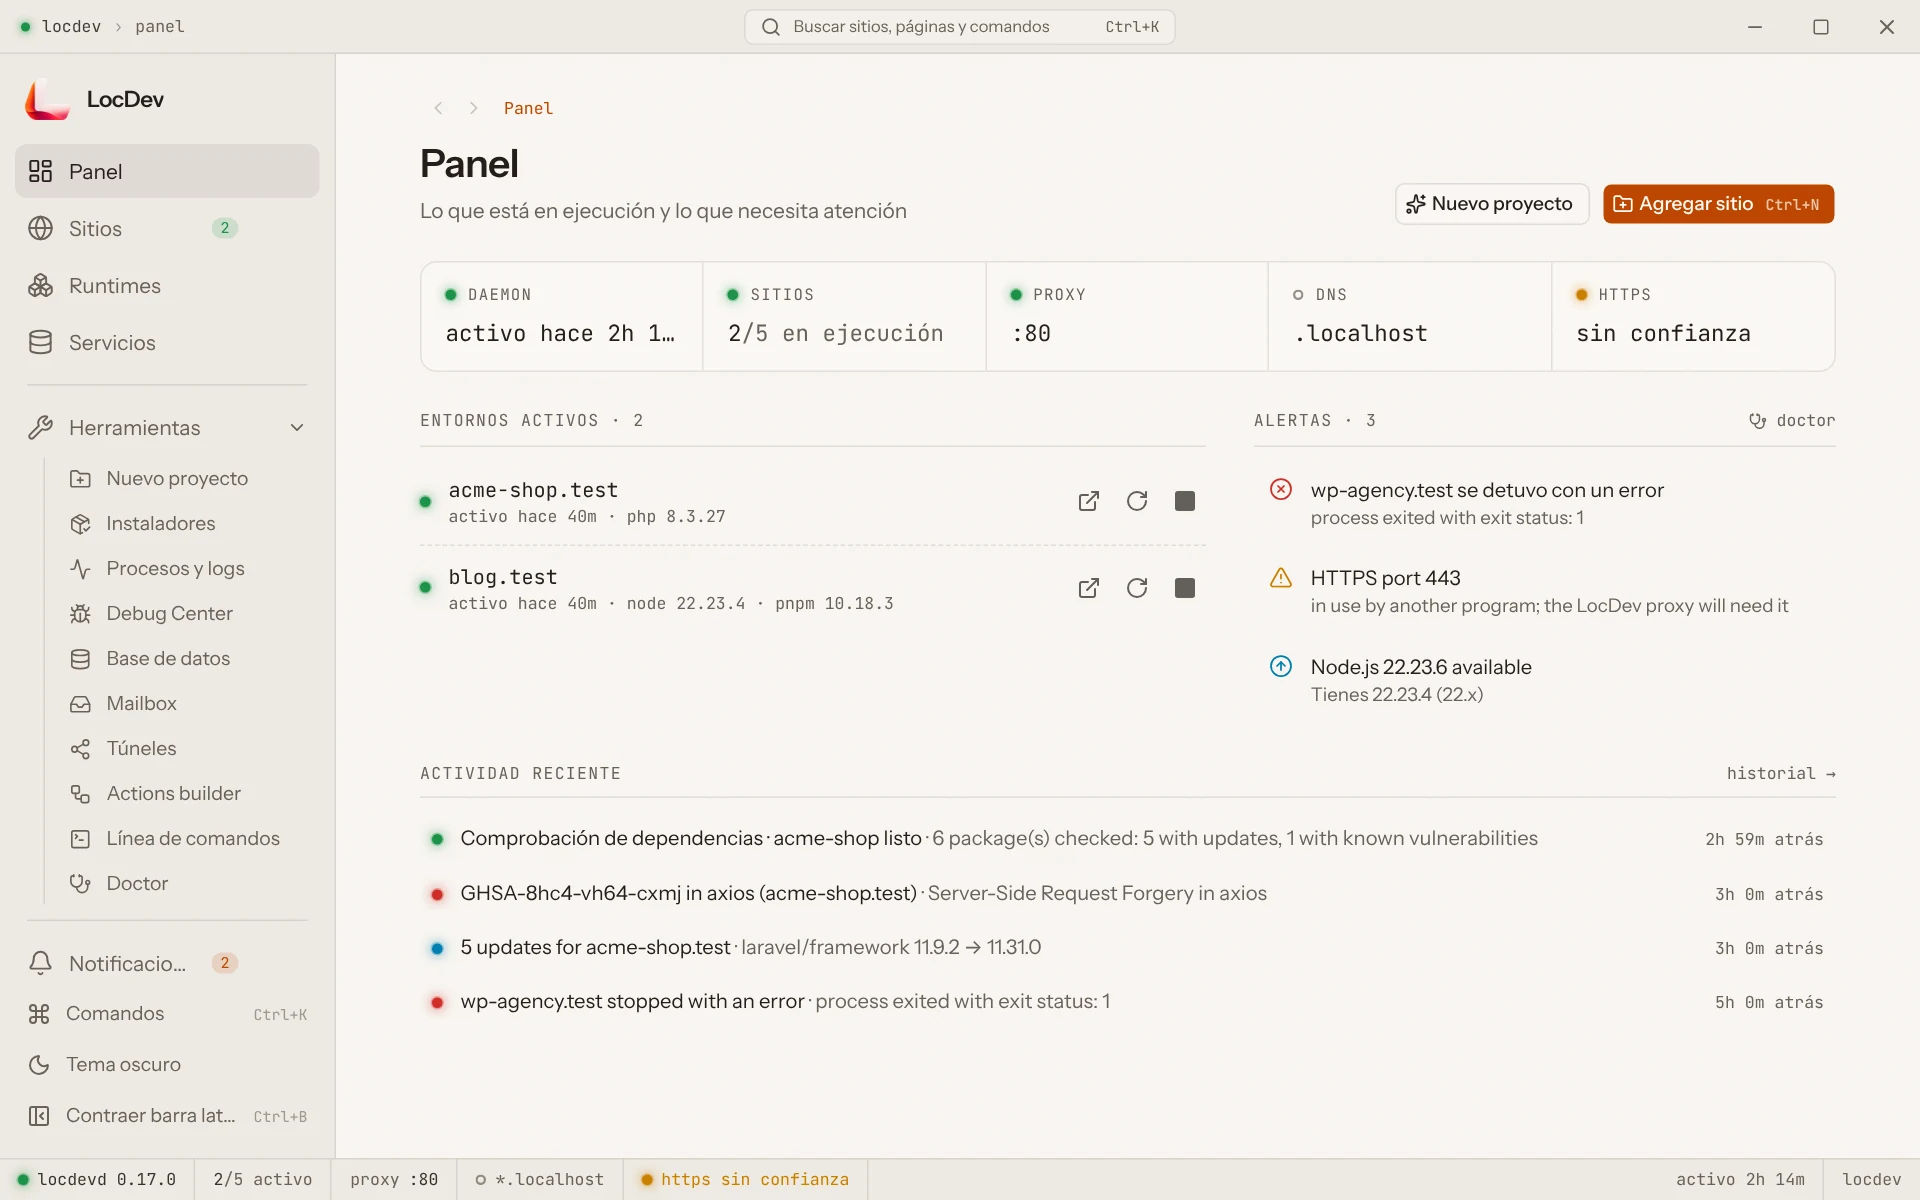 locdev › panel
Buscar sitios, páginas y comandos Ctrl+K
LocDev
Panel
Sitios 2
Runtimes
Servicios
Herramientas
Nuevo proyecto
Instaladores
Procesos y logs
Debug Center
Base de datos
Mailbox
Túneles
Actions builder
Línea de comandos
Doctor
Notificacio... 2
Comandos Ctrl+K
Tema oscuro
Contraer barra lat... Ctrl+B
Panel
Panel
Lo que está en ejecución y lo que necesita atención
Nuevo proyecto
Agregar sitio Ctrl+N
DAEMON
activo hace 2h 1…
SITIOS
2/5 en ejecución
PROXY
:80
DNS
.localhost
HTTPS
sin confianza
ENTORNOS ACTIVOS · 2
acme-shop.test
activo hace 40m · php 8.3.27
blog.test
activo hace 40m · node 22.23.4 · pnpm 10.18.3
ALERTAS · 3
doctor
wp-agency.test se detuvo con un error
process exited with exit status: 1
HTTPS port 443
in use by another program; the LocDev proxy will need it
Node.js 22.23.6 available
Tienes 22.23.4 (22.x)
ACTIVIDAD RECIENTE
historial →
Comprobación de dependencias · acme-shop listo · 6 package(s) checked: 5 with updates, 1 with known vulnerabilities 2h 59m atrás
GHSA-8hc4-vh64-cxmj in axios (acme-shop.test) · Server-Side Request Forgery in axios 3h 0m atrás
5 updates for acme-shop.test · laravel/framework 11.9.2 → 11.31.0 3h 0m atrás
wp-agency.test stopped with an error · process exited with exit status: 1 5h 0m atrás
locdevd 0.17.0
2/5 activo
proxy :80
*.localhost
https sin confianza
activo 2h 14m
locdev